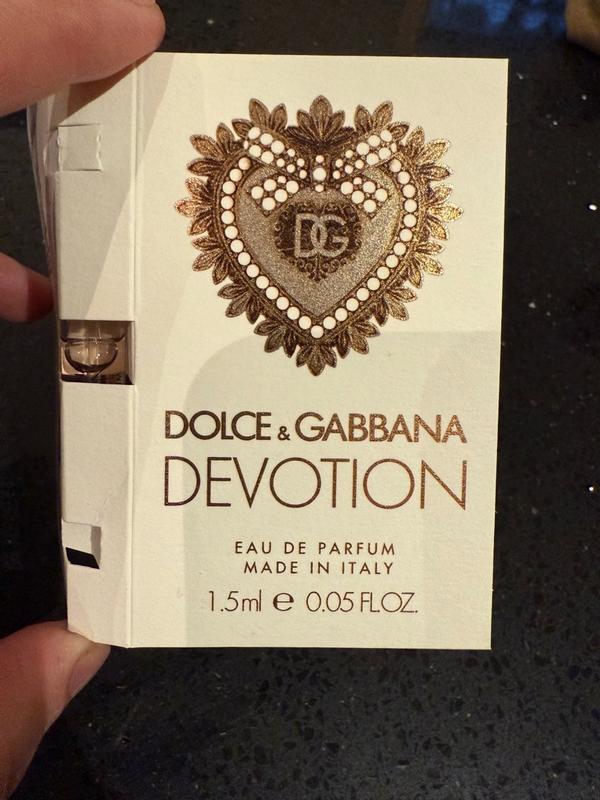 DG
DOLCE & GABBANA
DEVOTION
EAU DE PARFUM
MADE IN ITALY
1.5ml ℮ 0.05 FL.OZ.